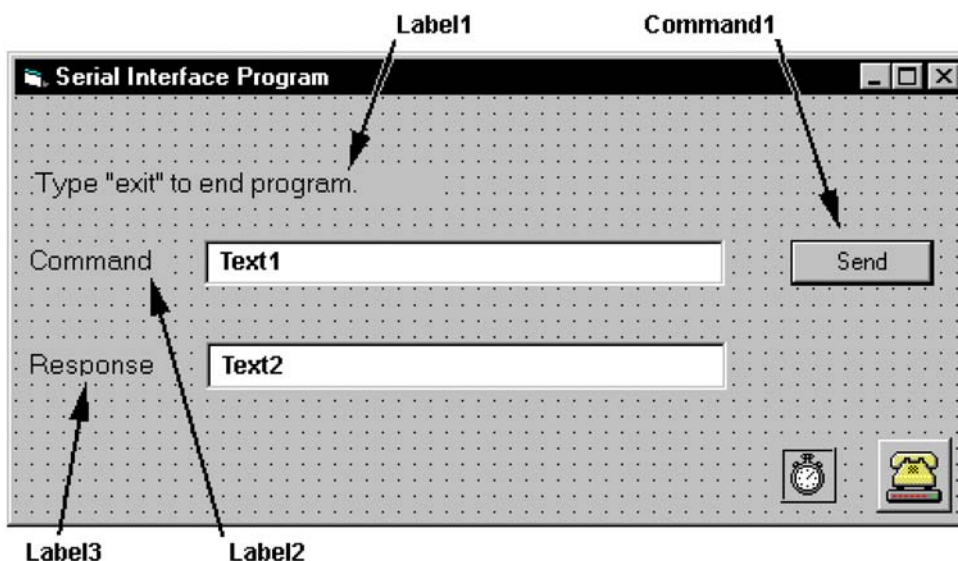 Label1 Command1
Serial Interface Program
Type "exit" to end program.
Command Text1 Send
Response Text2
Label3 Label2